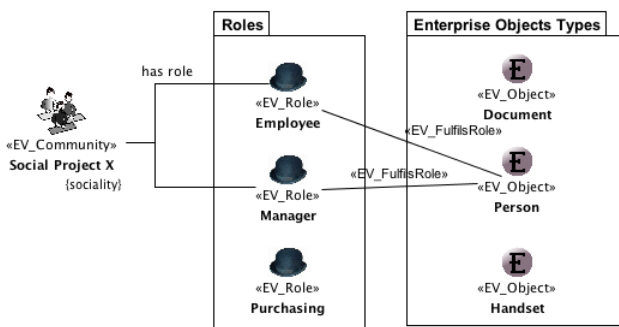 Roles
Enterprise Objects Types
has role
«EV_Role»
Employee
«EV_Object»
Document
«EV_FulfilsRole»
«EV_Community»
Social Project X
{sociality}
«EV_Role»
Manager
«EV_FulfilsRole»
«EV_Object»
Person
«EV_Role»
Purchasing
E
«EV_Object»
Handset
E
E